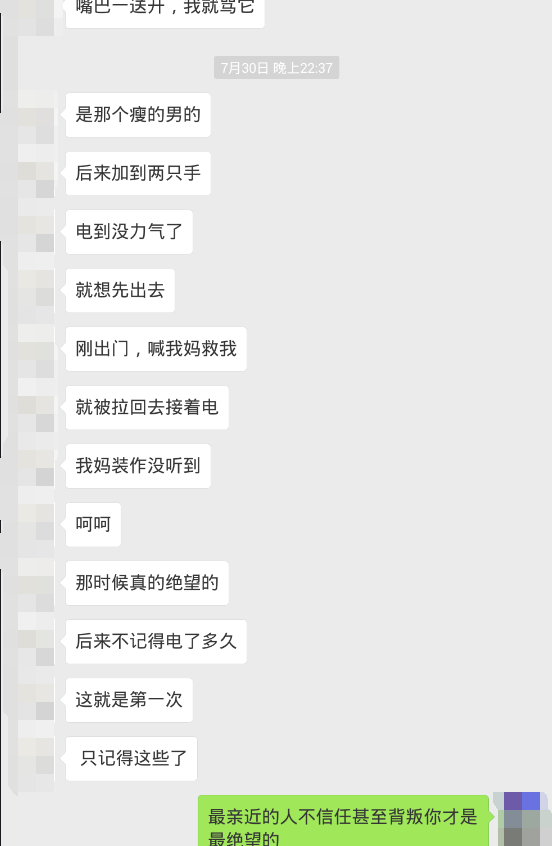 嘴巴一送开，我就骂它
7月30日 晚上22:37
是那个瘦的男的
后来加到两只手
电到没力气了
就想先出去
刚出门，喊我妈救我
就被拉回去接着电
我妈装作没听到
呵呵
那时候真的绝望的
后来不记得电了多久
这就是第一次
只记得这些了
最亲近的人不信任甚至背叛你才是
最绝望的